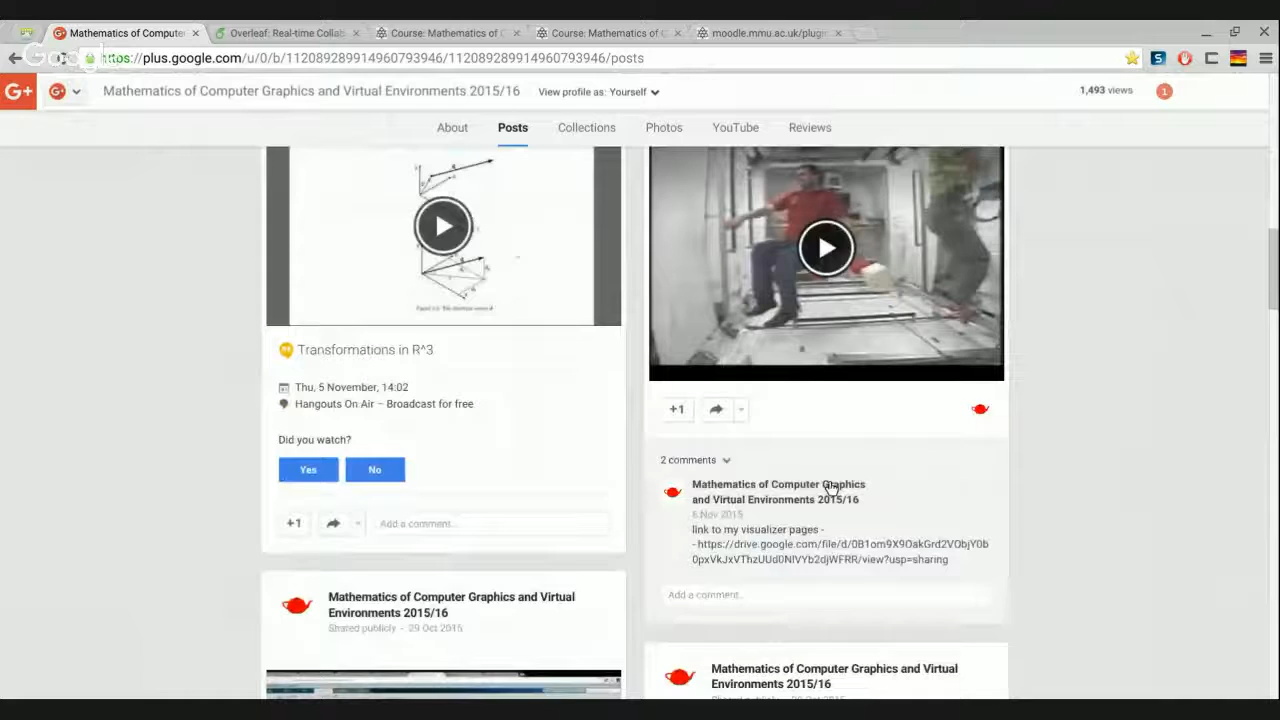 Mathematics of Compute
Overleaf: Real-time Collab
Course: Mathematics of
Course: Mathematics of
moodle.mmu.ac.uk/plug
Google
https://plus.google.com/u/0/b/112089289914960793946/112089289914960793946/posts
G+
Mathematics of Computer Graphics and Virtual Environments 2015/16
View profile as: Yourself
1,493 views
1
About
Posts
Collections
Photos
YouTube
Reviews
Transformations in R^3
Thu, 5 November, 14:02
Hangouts On Air – Broadcast for free
Did you watch?
Yes
No
+1
Add a comment...
Mathematics of Computer Graphics and Virtual
Environments 2015/16
Shared publicly - 29 Oct 2015
+1
2 comments
Mathematics of Computer Graphics
and Virtual Environments 2015/16
6 Nov 2015
link to my visualizer pages -
- https://drive.google.com/file/d/0B1om9X9OakGrd2VObjY0b
0pxVkJxVThzUUd0NlVYb2djWFRR/view?usp=sharing
Add a comment...
Mathematics of Computer Graphics and Virtual
Environments 2015/16